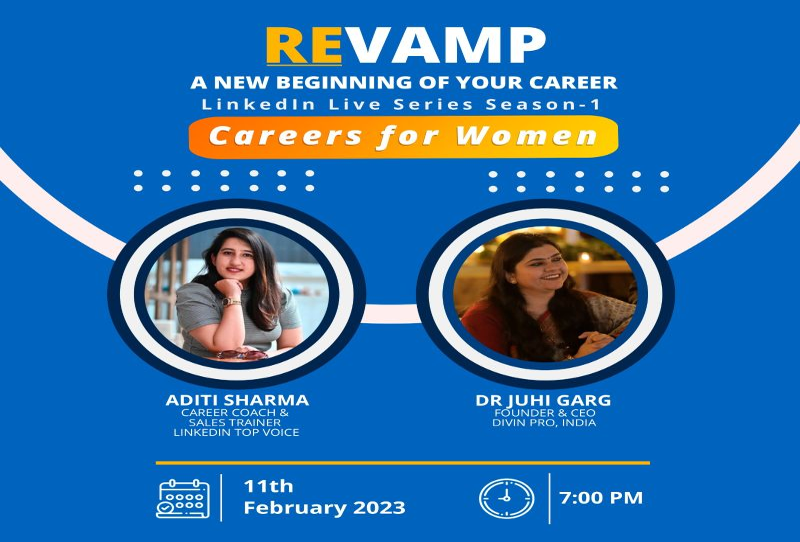 REVAMP
A NEW BEGINNING OF YOUR CAREER
LinkedIn Live Series Season-1
Careers for Women
ADITI SHARMA
CAREER COACH &
SALES TRAINER
LINKEDIN TOP VOICE
DR JUHI GARG
FOUNDER & CEO
DIVIN PRO, INDIA
11th
February 2023
7:00 PM